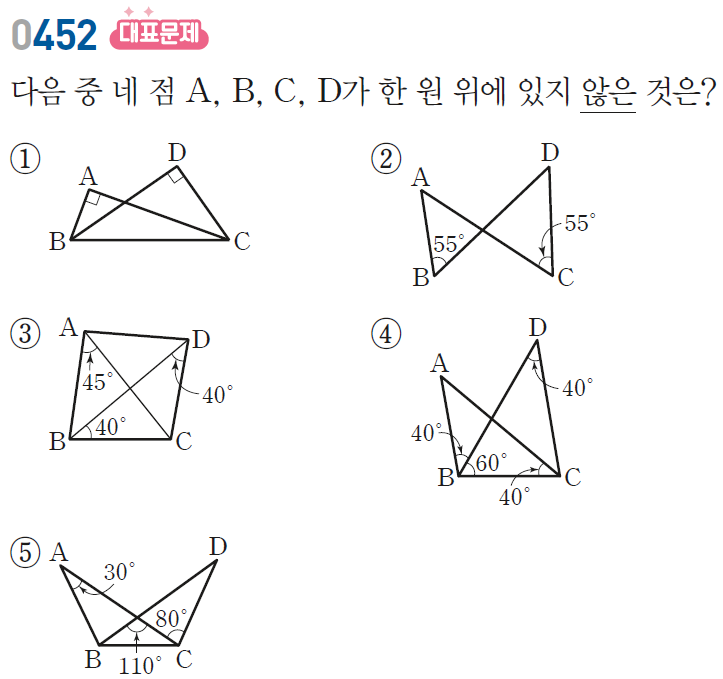 0452 대표문제
다음 중 네 점 A, B, C, D가 한 원 위에 있지 않은 것은?
① A D B C
② A D 55° 55° B C
③ A D 45° 40° 40° B C
④ D A 40° 40° 60° B C 40°
⑤ A D 30° 80° B 110° C